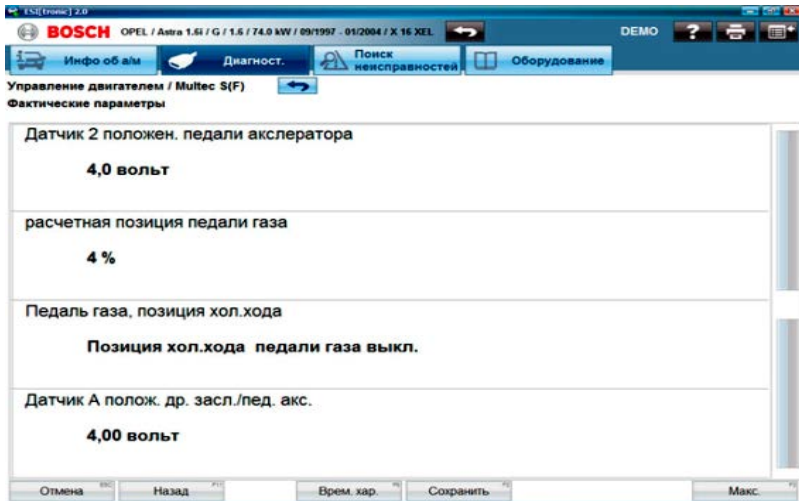 ESI[tronic] 2.0
BOSCH OPEL / Astra 1.6i / G / 1.6 / 74.0 kW / 09/1997 - 01/2004 / X 16 XEL DEMO ?
Инфо об а/м Диагност. Поиск неисправностей Оборудование
Управление двигателем / Multec S(F)
Фактические параметры
Датчик 2 положен. педали акслератора
4,0 вольт
расчетная позиция педали газа
4 %
Педаль газа, позиция хол.хода
Позиция хол.хода педали газа выкл.
Датчик А полож. др. засл./пед. акс.
4,00 вольт
Отмена ESC Назад F11 Врем. хар. Сохранить Макс.